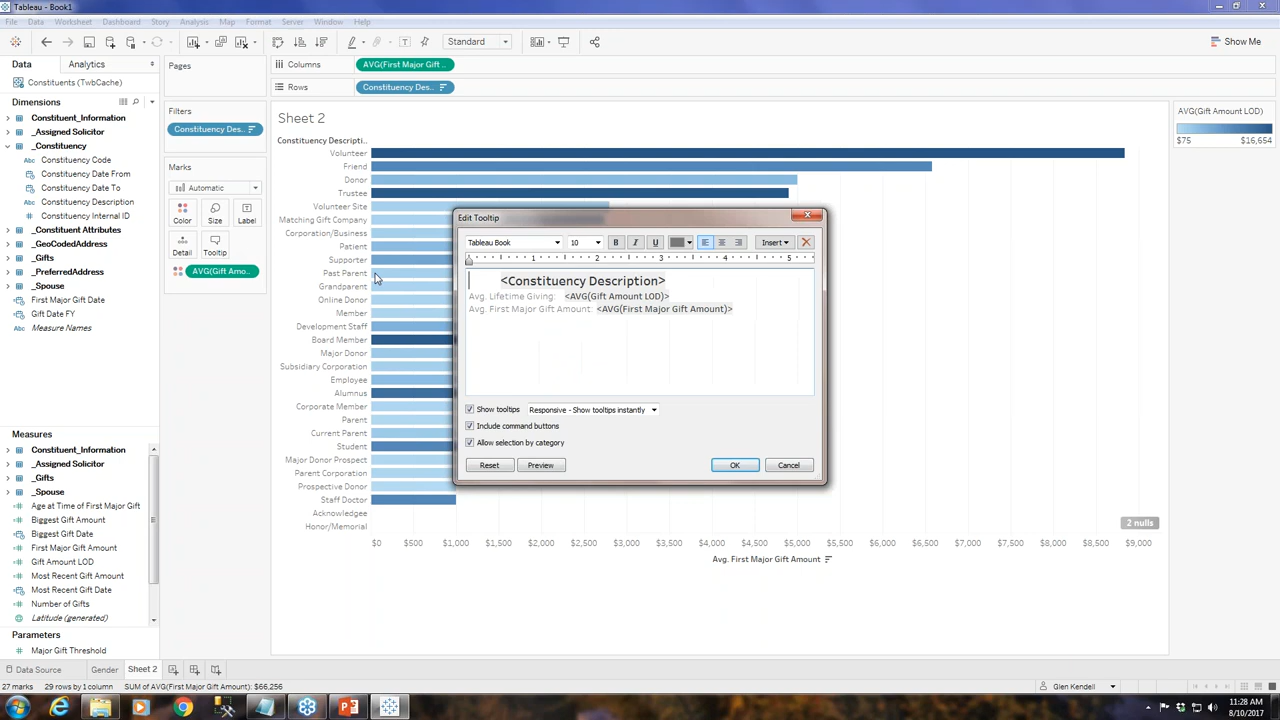 Tableau - Book1
File Data Worksheet Dashboard Story Analysis Map Format Server Window Help
Standard
Show Me
Data
Analytics
Constituents (TwbCache)
Dimensions
Constituent_Information
_Assigned Solicitor
_Constituency
Abc Constituency Code
Constituency Date From
Constituency Date To
Abc Constituency Description
Constituency Internal ID
_Constituent Attributes
_GeoCodedAddress
_Gifts
_PreferredAddress
_Spouse
First Major Gift Date
Gift Date FY
Abc Measure Names
Measures
Constituent_Information
_Assigned Solicitor
_Gifts
_Spouse
Age at Time of First Major Gift
Biggest Gift Amount
Biggest Gift Date
First Major Gift Amount
Gift Amount LOD
Most Recent Gift Amount
Most Recent Gift Date
Number of Gifts
Latitude (generated)
Parameters
Major Gift Threshold
Pages
Filters
Constituency Des..
Marks
Automatic
Color Size Label
Detail Tooltip
AVG(Gift Amo..
Columns AVG(First Major Gift ..
Rows Constituency Des..
Sheet 2
Constituency Descripti..
Volunteer
Friend
Donor
Trustee
Volunteer Site
Matching Gift Company
Corporation/Business
Patient
Supporter
Past Parent
Grandparent
Online Donor
Member
Development Staff
Board Member
Major Donor
Subsidiary Corporation
Employee
Alumnus
Corporate Member
Parent
Current Parent
Student
Major Donor Prospect
Parent Corporation
Prospective Donor
Staff Doctor
Acknowledgee
Honor/Memorial
$0 $500 $1,000 $1,500 $2,000 $2,500 $3,000 $3,500 $4,000 $4,500 $5,000 $5,500 $6,000 $6,500 $7,000 $7,500 $8,000 $8,500 $9,000
Avg. First Major Gift Amount
2 nulls
AVG(Gift Amount LOD)
$75 $16,654
Edit Tooltip
Tableau Book 10 B I U Insert
1 2 3 4 5
<Constituency Description>
Avg. Lifetime Giving: <AVG(Gift Amount LOD)>
Avg. First Major Gift Amount: <AVG(First Major Gift Amount)>
Show tooltips Responsive - Show tooltips instantly
Include command buttons
Allow selection by category
Reset Preview OK Cancel
Data Source Gender Sheet 2
27 marks 29 rows by 1 column SUM of AVG(First Major Gift Amount): $66,256
Glen Kendell
11:28 AM
8/10/2017